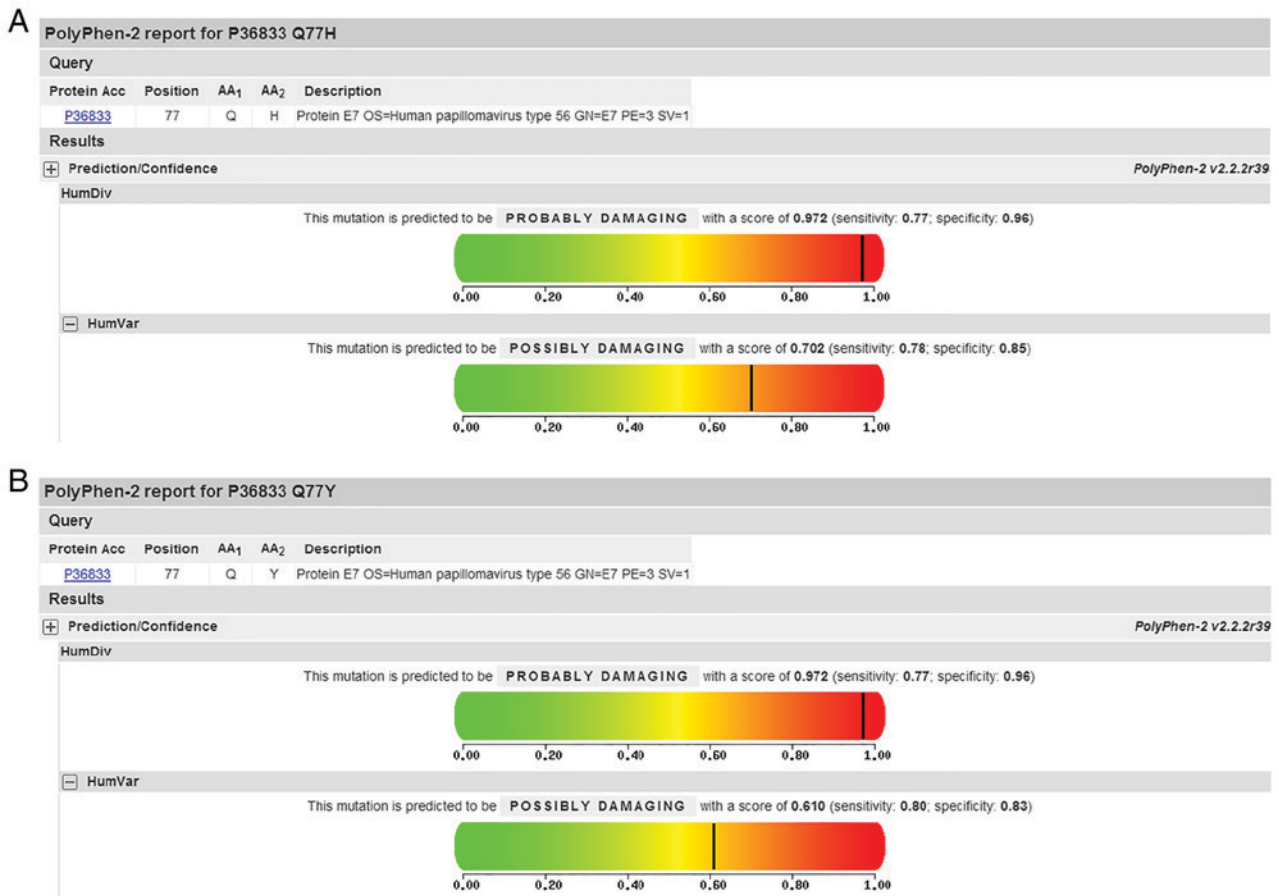 A
PolyPhen-2 report for P36833 Q77H
Query
Protein Acc Position AA1 AA2 Description
P36833 77 Q H Protein E7 OS=Human papillomavirus type 56 GN=E7 PE=3 SV=1
Results
+ Prediction/Confidence PolyPhen-2 v2.2.2r39
HumDiv
This mutation is predicted to be PROBABLY DAMAGING with a score of 0.972 (sensitivity: 0.77; specificity: 0.96)
0.00 0.20 0.40 0.60 0.80 1.00
− HumVar
This mutation is predicted to be POSSIBLY DAMAGING with a score of 0.702 (sensitivity: 0.78; specificity: 0.85)
0.00 0.20 0.40 0.60 0.80 1.00
B
PolyPhen-2 report for P36833 Q77Y
Query
Protein Acc Position AA1 AA2 Description
P36833 77 Q Y Protein E7 OS=Human papillomavirus type 56 GN=E7 PE=3 SV=1
Results
+ Prediction/Confidence PolyPhen-2 v2.2.2r39
HumDiv
This mutation is predicted to be PROBABLY DAMAGING with a score of 0.972 (sensitivity: 0.77; specificity: 0.96)
0.00 0.20 0.40 0.60 0.80 1.00
− HumVar
This mutation is predicted to be POSSIBLY DAMAGING with a score of 0.610 (sensitivity: 0.80; specificity: 0.83)
0.00 0.20 0.40 0.60 0.80 1.00